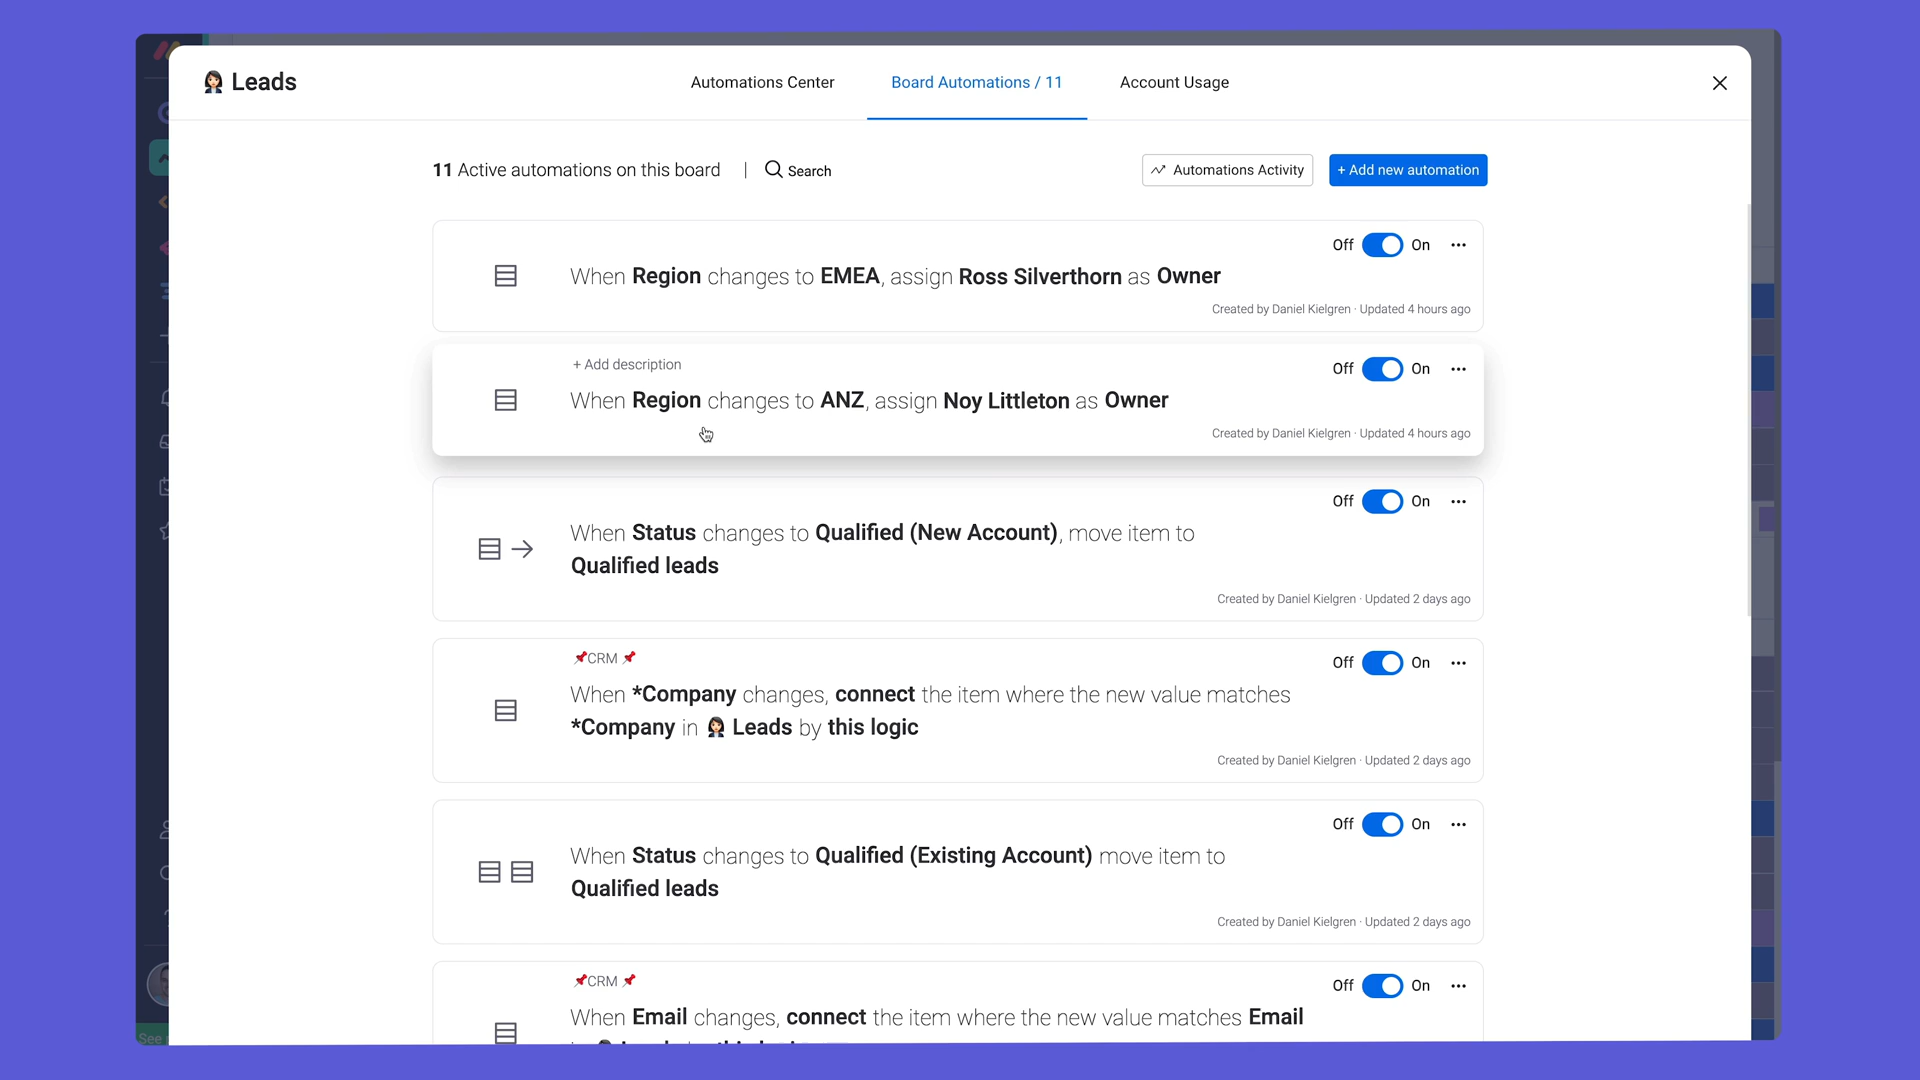 Leads
Automations Center
Board Automations / 11
Account Usage
11 Active automations on this board
Search
Automations Activity
+ Add new automation
Off On
When Region changes to EMEA, assign Ross Silverthorn as Owner
Created by Daniel Kielgren · Updated 4 hours ago
+ Add description
Off On
When Region changes to ANZ, assign Noy Littleton as Owner
Created by Daniel Kielgren · Updated 4 hours ago
Off On
When Status changes to Qualified (New Account), move item to
Qualified leads
Created by Daniel Kielgren · Updated 2 days ago
📌CRM 📌
Off On
When *Company changes, connect the item where the new value matches
*Company in Leads by this logic
Created by Daniel Kielgren · Updated 2 days ago
Off On
When Status changes to Qualified (Existing Account) move item to
Qualified leads
Created by Daniel Kielgren · Updated 2 days ago
📌CRM 📌
Off On
When Email changes, connect the item where the new value matches Email
See